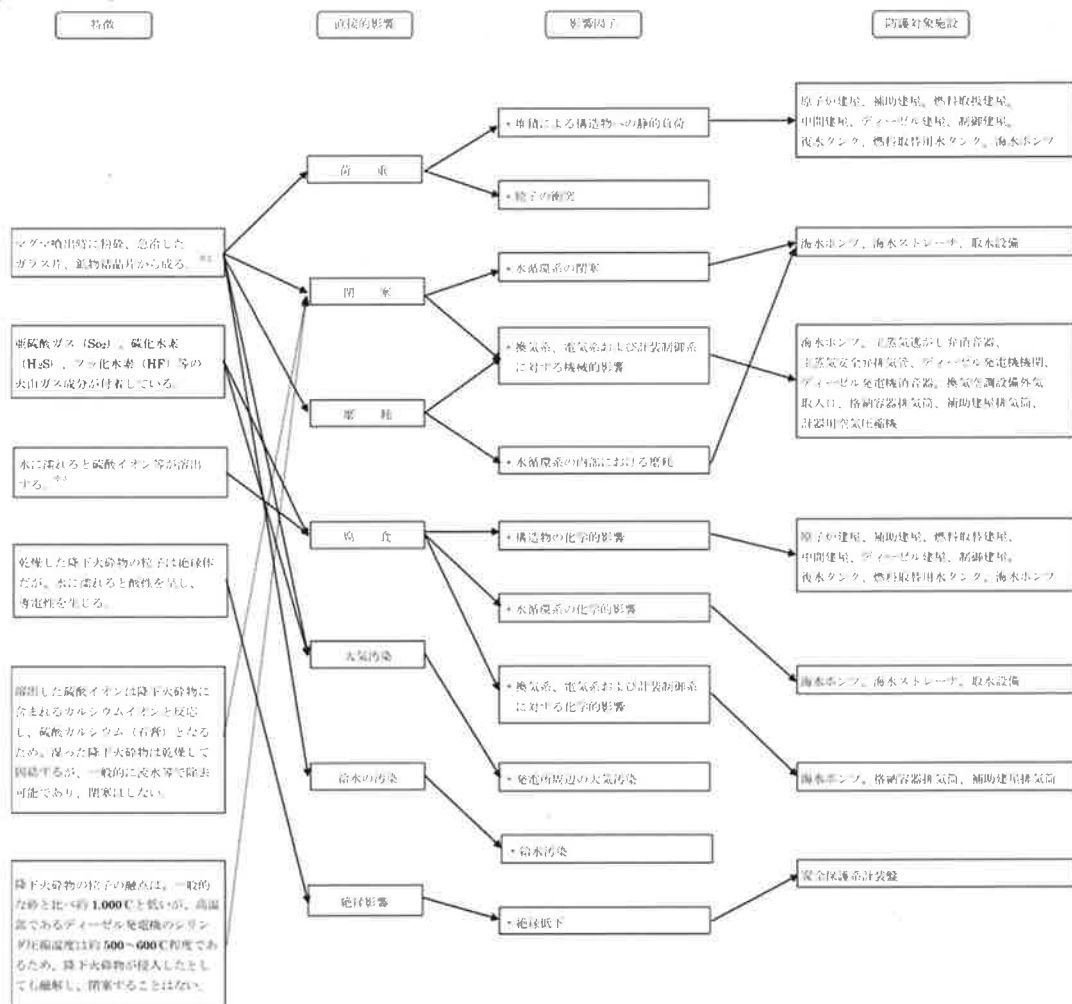 特徴
直接的影響
影響因子
防護対象施設
マグマ噴出時に粉砕、急冷した
ガラス片、鉱物結晶片から成る。
亜硫酸ガス（So₂）、硫化水素
（H₂S）、フッ化水素（HF）等の
火山ガス成分が付着している。
水に濡れると硫酸イオン等が溶出
する。
乾燥した降下火砕物の粒子は絶縁体
だが、水に濡れると酸性を呈し、
導電性を生じる。
溶出した硫酸イオンは降下火砕物に
含まれるカルシウムイオンと反応
し、硫酸カルシウム（石膏）となる
ため、湿った降下火砕物は乾燥して
固結するが、一般的に流水等で除去
可能であり、閉塞はしない。
降下火砕物の粒子の融点は、一般的
な砂と比べ約1,000℃と低いが、高温
部であるディーゼル発電機のシリン
ダ圧縮温度は約500～600℃程度であ
るため、降下火砕物が侵入したとし
ても融解し、閉塞することはない。
荷　重
閉　塞
磨　耗
腐　食
大気汚染
給水の汚染
絶縁影響
・堆積による構造物への静的負荷
・粒子の衝突
・水循環系の閉塞
・換気系、電気系および計装制御系
に対する機械的影響
・水循環系の内部における磨耗
・構造物の化学的影響
・水循環系の化学的影響
・換気系、電気系および計装制御系
に対する化学的影響
・発電所周辺の大気汚染
・給水汚染
・絶縁低下
原子炉建屋、補助建屋、燃料取扱建屋、
中間建屋、ディーゼル建屋、制御建屋、
復水タンク、燃料取替用水タンク、海水ポンプ
海水ポンプ、海水ストレーナ、取水設備
海水ポンプ、主蒸気逃がし弁消音器、
主蒸気安全弁排気管、ディーゼル発電機機関、
ディーゼル発電機消音器、換気空調設備外気
取入口、格納容器排気筒、補助建屋排気筒、
計器用空気圧縮機
原子炉建屋、補助建屋、燃料取替建屋、
中間建屋、ディーゼル建屋、制御建屋、
復水タンク、燃料取替用水タンク、海水ポンプ
海水ポンプ、海水ストレーナ、取水設備
海水ポンプ、格納容器排気筒、補助建屋排気筒
安全保護系計装盤